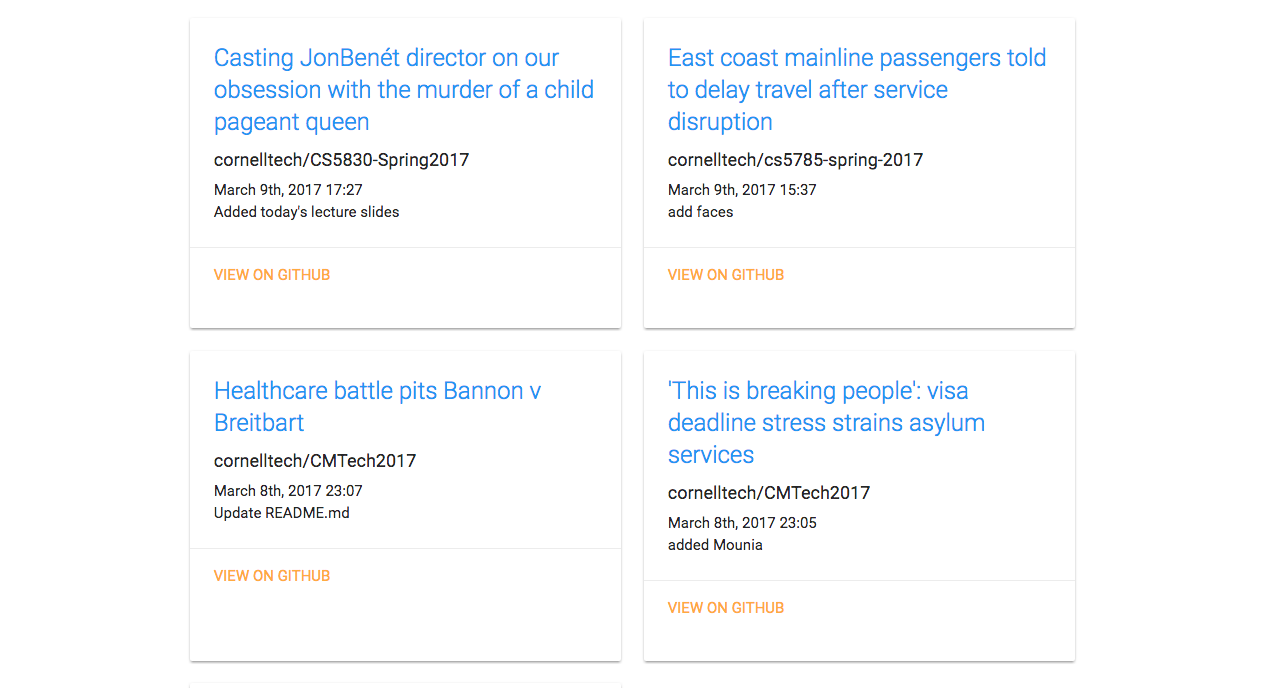 Casting JonBenét director on our
obsession with the murder of a child
pageant queen
cornelltech/CS5830-Spring2017
March 9th, 2017 17:27
Added today's lecture slides
VIEW ON GITHUB
East coast mainline passengers told
to delay travel after service
disruption
cornelltech/cs5785-spring-2017
March 9th, 2017 15:37
add faces
VIEW ON GITHUB
Healthcare battle pits Bannon v
Breitbart
cornelltech/CMTech2017
March 8th, 2017 23:07
Update README.md
VIEW ON GITHUB
'This is breaking people': visa
deadline stress strains asylum
services
cornelltech/CMTech2017
March 8th, 2017 23:05
added Mounia
VIEW ON GITHUB